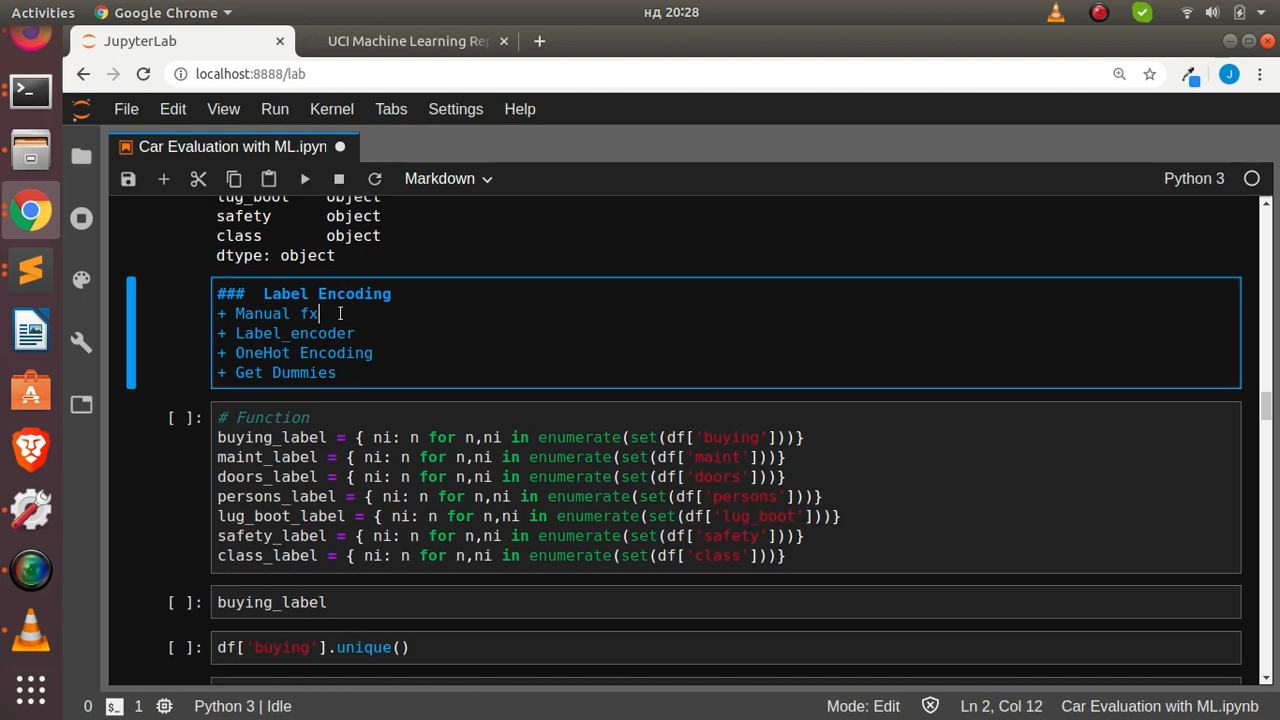 Activities Google Chrome нд 20:28
JupyterLab UCI Machine Learning Rep
localhost:8888/lab J
File Edit View Run Kernel Tabs Settings Help
Car Evaluation with ML.ipyn
Markdown Python 3
lug_boot object
safety object
class object
dtype: object
### Label Encoding
+ Manual fx
+ Label_encoder
+ OneHot Encoding
+ Get Dummies
[ ]: # Function
buying_label = { ni: n for n,ni in enumerate(set(df['buying']))}
maint_label = { ni: n for n,ni in enumerate(set(df['maint']))}
doors_label = { ni: n for n,ni in enumerate(set(df['doors']))}
persons_label = { ni: n for n,ni in enumerate(set(df['persons']))}
lug_boot_label = { ni: n for n,ni in enumerate(set(df['lug_boot']))}
safety_label = { ni: n for n,ni in enumerate(set(df['safety']))}
class_label = { ni: n for n,ni in enumerate(set(df['class']))}
[ ]: buying_label
[ ]: df['buying'].unique()
0 1 Python 3 | Idle Mode: Edit Ln 2, Col 12 Car Evaluation with ML.ipynb